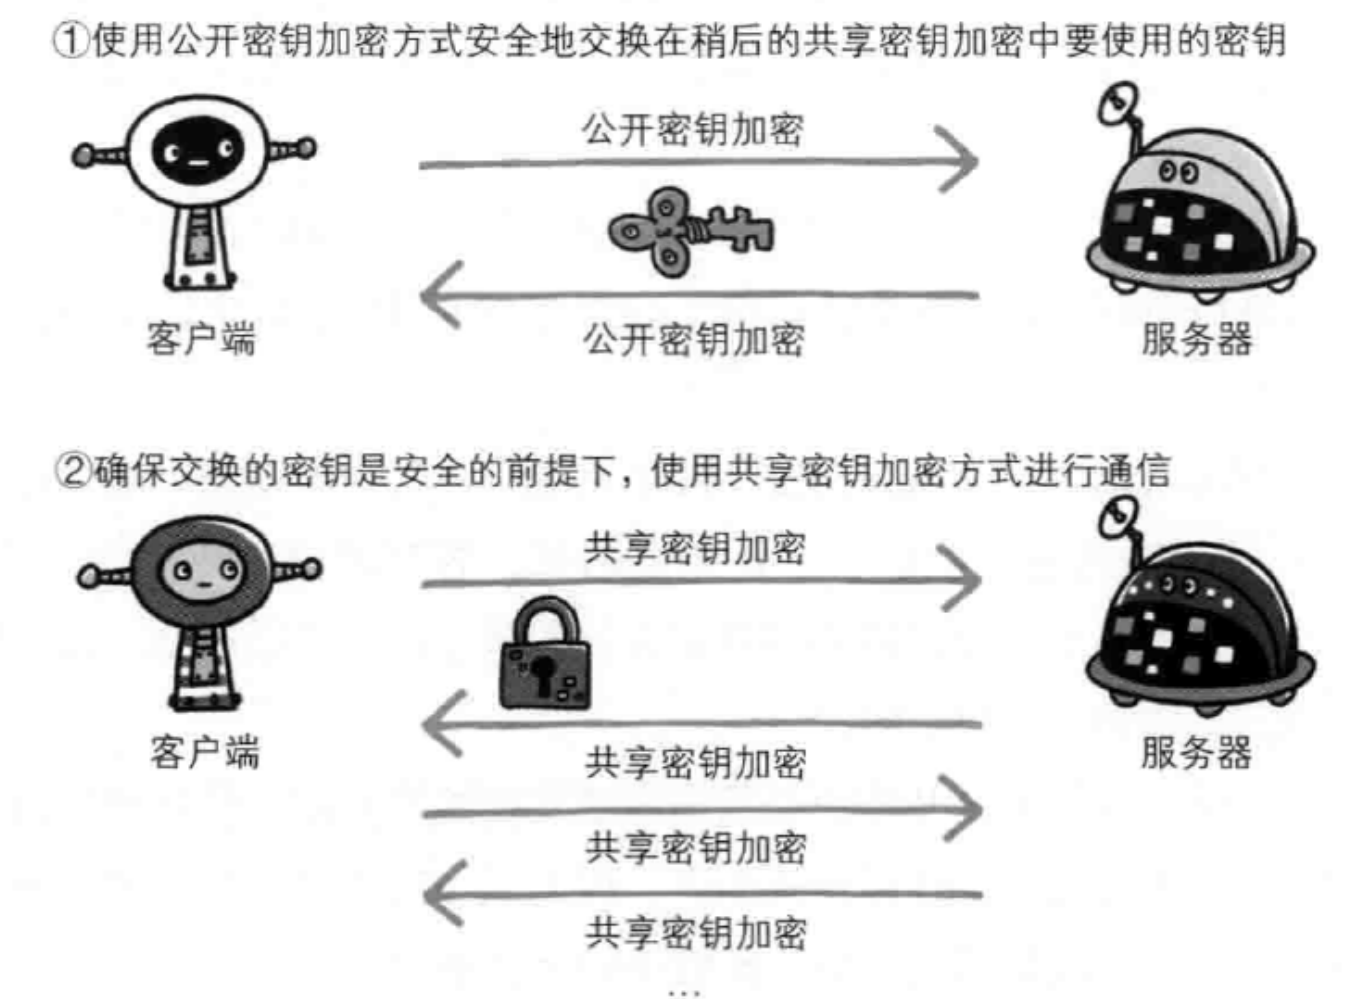 ①使用公开密钥加密方式安全地交换在稍后的共享密钥加密中要使用的密钥
公开密钥加密
公开密钥加密
客户端
服务器
②确保交换的密钥是安全的前提下，使用共享密钥加密方式进行通信
共享密钥加密
客户端
服务器
共享密钥加密
共享密钥加密
共享密钥加密
…